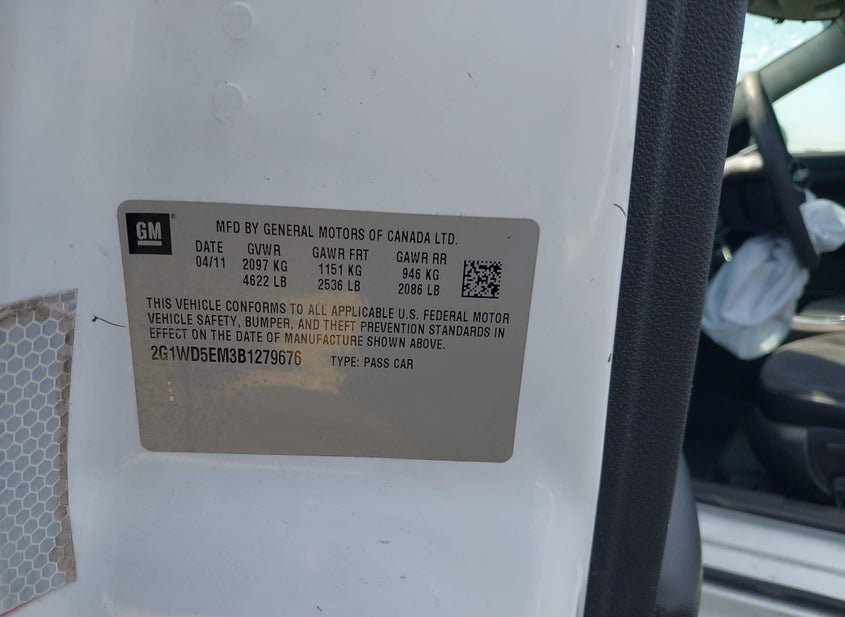 GM
MFD BY GENERAL MOTORS OF CANADA LTD.
DATE GVWR GAWR FRT GAWR RR
04/11 2097 KG 1151 KG 946 KG
4622 LB 2536 LB 2086 LB
THIS VEHICLE CONFORMS TO ALL APPLICABLE U.S. FEDERAL MOTOR
VEHICLE SAFETY, BUMPER, AND THEFT PREVENTION STANDARDS IN
EFFECT ON THE DATE OF MANUFACTURE SHOWN ABOVE.
2G1WD5EM3B1279676 TYPE: PASS CAR